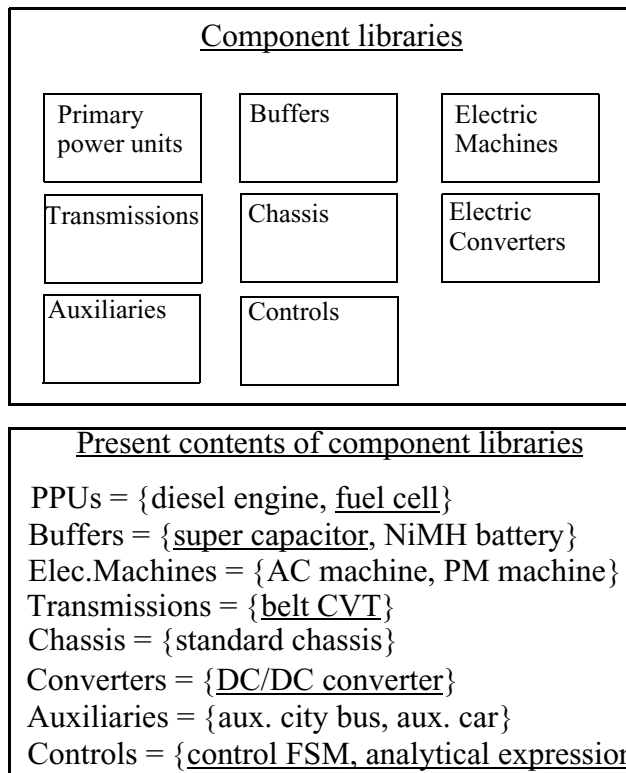 Component libraries
Primary power units
Buffers
Electric Machines
Transmissions
Chassis
Electric Converters
Auxiliaries
Controls
Present contents of component libraries
PPUs = {diesel engine, fuel cell}
Buffers = {super capacitor, NiMH battery}
Elec.Machines = {AC machine, PM machine}
Transmissions = {belt CVT}
Chassis = {standard chassis}
Converters = {DC/DC converter}
Auxiliaries = {aux. city bus, aux. car}
Controls = {control FSM, analytical expression